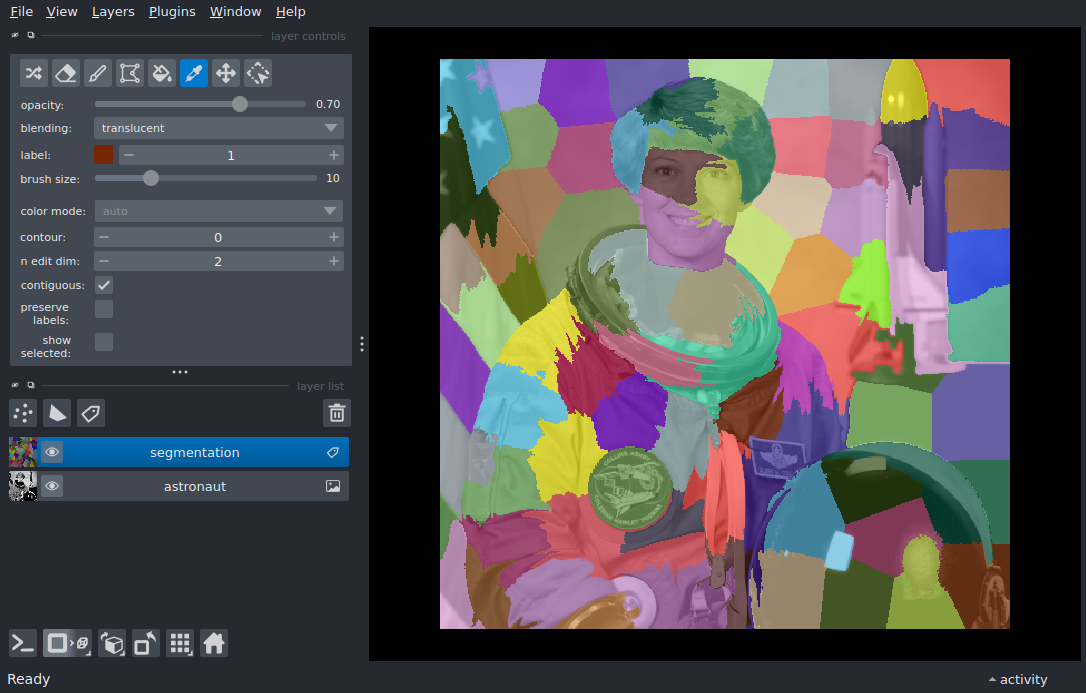 File View Layers Plugins Window Help
layer controls
opacity: 0.70
blending: translucent
label: 1
brush size: 10
color mode: auto
contour: 0
n edit dim: 2
contiguous:
preserve
labels:
show
selected:
layer list
segmentation
astronaut
Ready activity